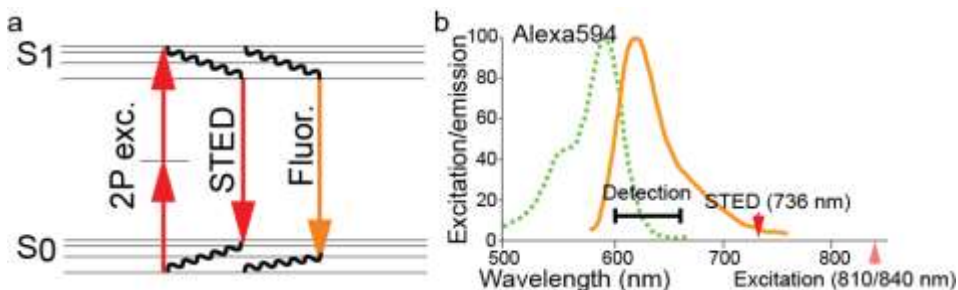 a
S1
2P exc.
STED
Fluor.
S0
b
Alexa594
Excitation/emission
100
80
60
40
20
0
Detection
STED (736 nm)
500
600
700
800
Wavelength (nm)
Excitation (810/840 nm)